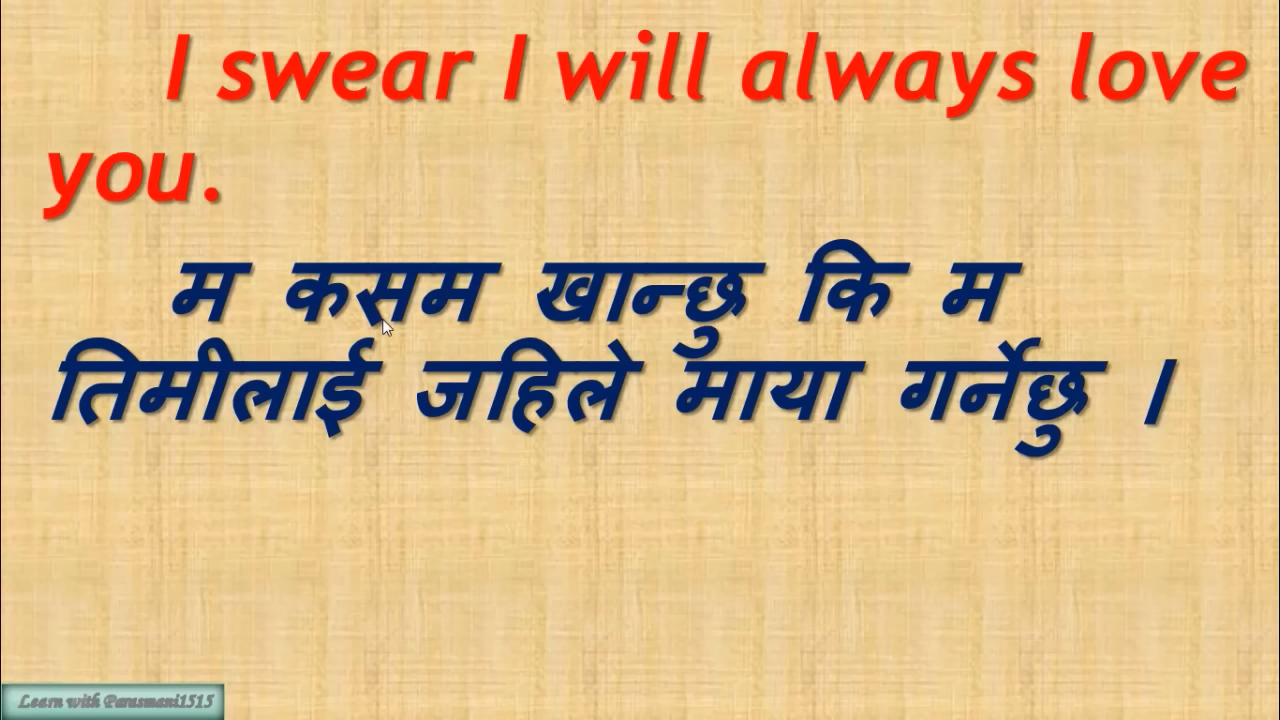 I swear I will always love
you.
म कसम खान्छु कि म
तिमीलाई जहिले माया गर्नेछु ।
Learn with Parasmani1515